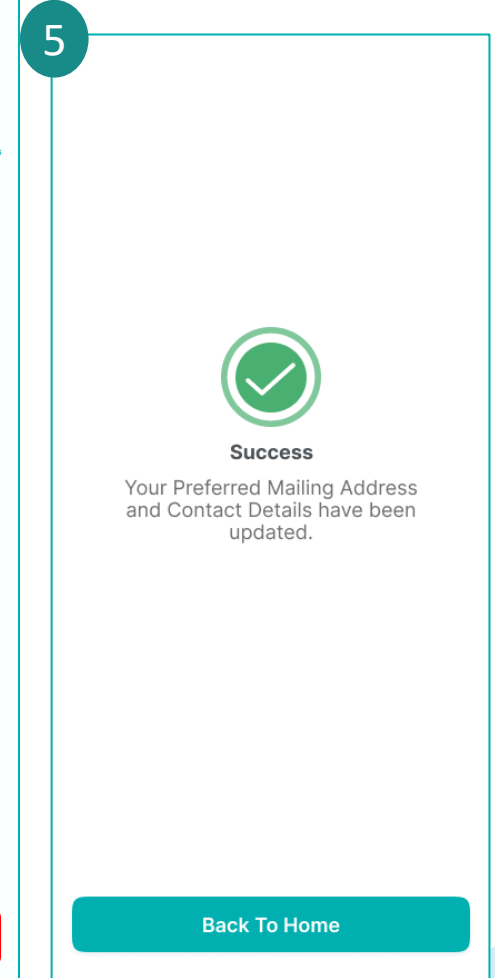 5
Success
Your Preferred Mailing Address
and Contact Details have been
updated.
Back To Home